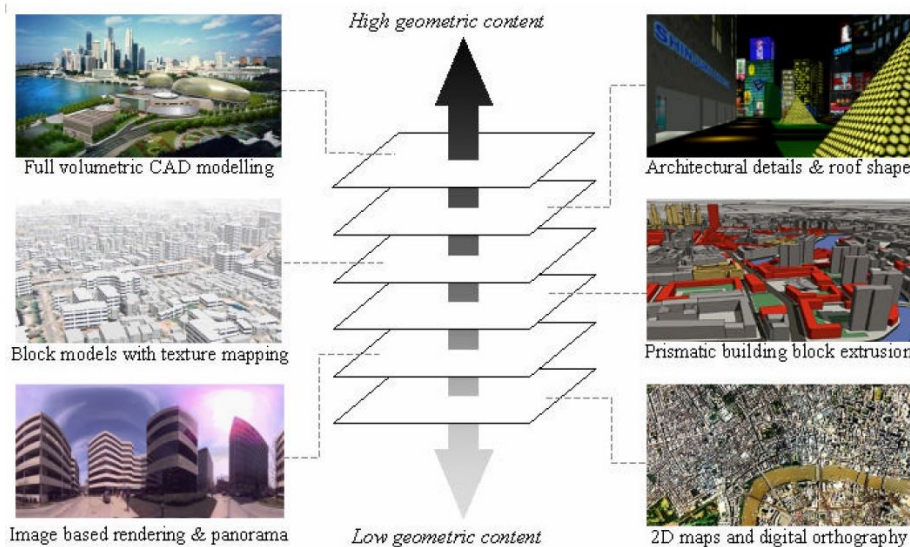 High geometric content
Full volumetric CAD modelling
Architectural details & roof shape
Block models with texture mapping
Prismatic building block extrusion
Image based rendering & panorama
Low geometric content
2D maps and digital orthography